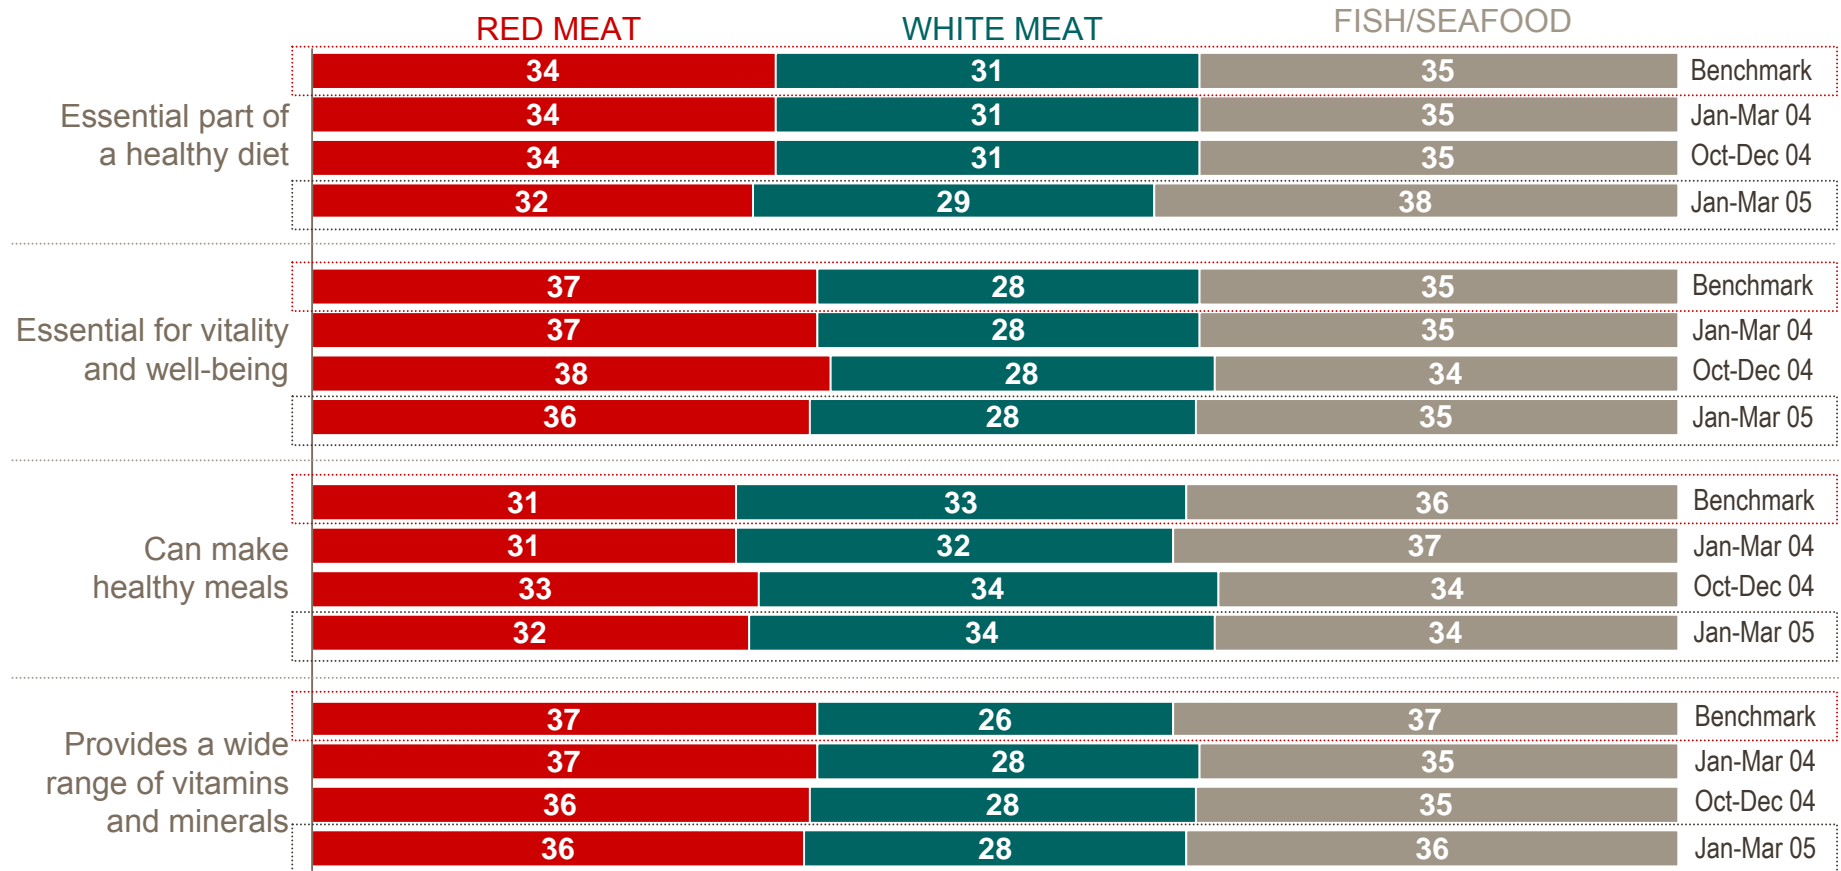 RED MEAT WHITE MEAT FISH/SEAFOOD
Essential part of
a healthy diet
34 31 35 Benchmark
34 31 35 Jan-Mar 04
34 31 35 Oct-Dec 04
32 29 38 Jan-Mar 05
Essential for vitality
and well-being
37 28 35 Benchmark
37 28 35 Jan-Mar 04
38 28 34 Oct-Dec 04
36 28 35 Jan-Mar 05
Can make
healthy meals
31 33 36 Benchmark
31 32 37 Jan-Mar 04
33 34 34 Oct-Dec 04
32 34 34 Jan-Mar 05
Provides a wide
range of vitamins
and minerals
37 26 37 Benchmark
37 28 35 Jan-Mar 04
36 28 35 Oct-Dec 04
36 28 36 Jan-Mar 05